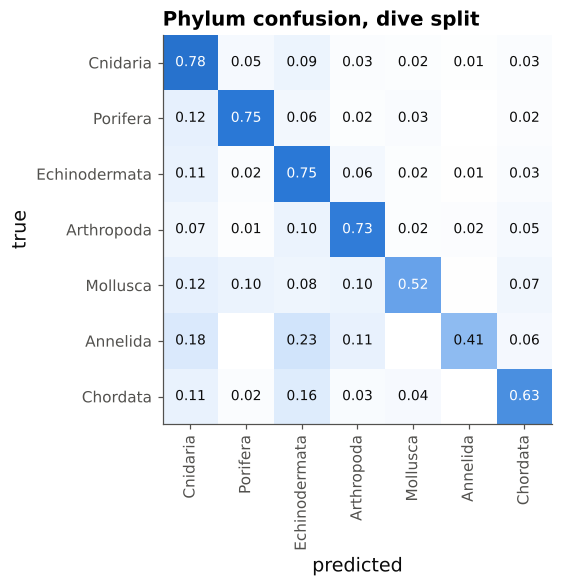 Phylum confusion, dive split
Cnidaria 0.78 0.05 0.09 0.03 0.02 0.01 0.03
Porifera 0.12 0.75 0.06 0.02 0.03 0.02
Echinodermata 0.11 0.02 0.75 0.06 0.02 0.01 0.03
Arthropoda 0.07 0.01 0.10 0.73 0.02 0.02 0.05
Mollusca 0.12 0.10 0.08 0.10 0.52 0.07
Annelida 0.18 0.23 0.11 0.41 0.06
Chordata 0.11 0.02 0.16 0.03 0.04 0.63
true
Cnidaria Porifera Echinodermata Arthropoda Mollusca Annelida Chordata
predicted